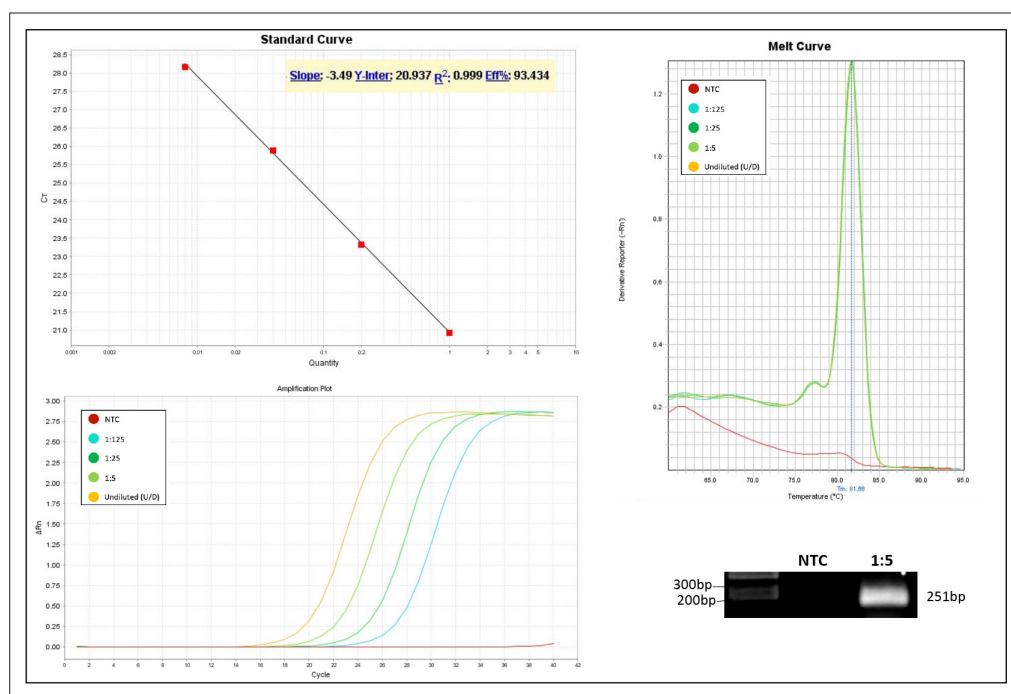 Standard Curve
Slope: -3.49 Y-Inter: 20.937 R²: 0.999 Eff%: 93.434
28.5
28.0
27.5
27.0
26.5
26.0
25.5
25.0
24.5
24.0
23.5
23.0
22.5
22.0
21.5
21.0
CT
0.001 0.002 0.01 0.02 0.1 0.2 1 2 3 4 5 10
Quantity
Amplification Plot
NTC
1:125
1:25
1:5
Undiluted (U/D)
3.00
2.75
2.50
2.25
2.00
1.75
1.50
1.25
1.00
0.75
0.50
0.25
0.00
ΔRn
0 2 4 6 8 10 12 14 16 18 20 22 24 26 28 30 32 34 36 38 40 42
Cycle
Melt Curve
NTC
1:125
1:25
1:5
Undiluted (U/D)
1.2
1.0
0.8
0.6
0.4
0.2
Derivative Reporter (-Rn')
65.0 70.0 75.0 80.0 85.0 90.0 95.0
Tm: 81.68
Temperature (°C)
NTC 1:5
300bp
200bp
251bp